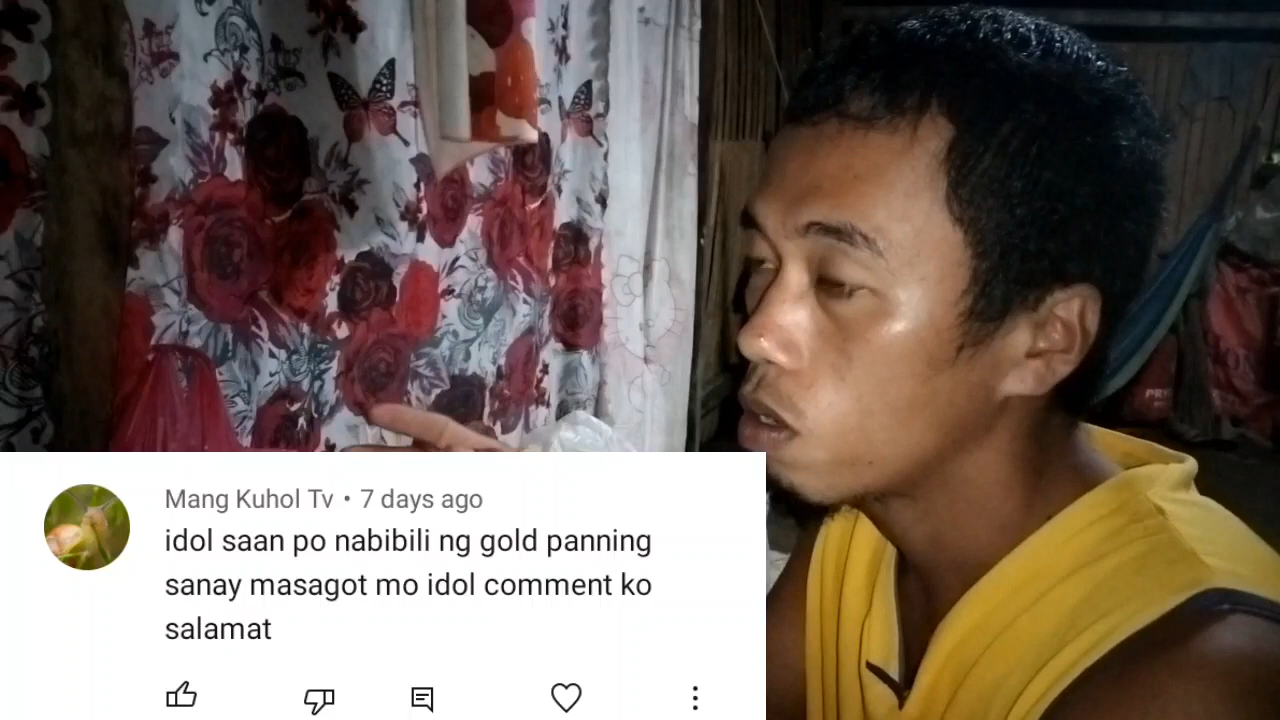 Mang Kuhol Tv • 7 days ago
idol saan po nabibili ng gold panning
sanay masagot mo idol comment ko
salamat